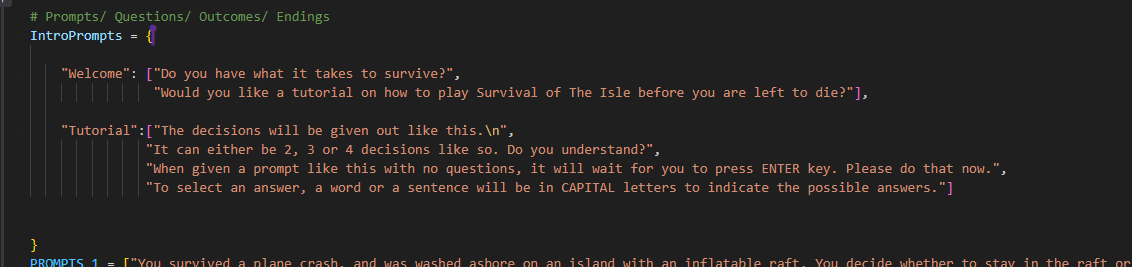 # Prompts/ Questions/ Outcomes/ Endings
IntroPrompts = {
"Welcome": ["Do you have what it takes to survive?",
"Would you like a tutorial on how to play Survival of The Isle before you are left to die?"],
"Tutorial":["The decisions will be given out like this.\n",
"It can either be 2, 3 or 4 decisions like so. Do you understand?",
"When given a prompt like this with no questions, it will wait for you to press ENTER key. Please do that now.",
"To select an answer, a word or a sentence will be in CAPITAL letters to indicate the possible answers."]
}
PROMPTS_1 = ["You survived a plane crash, and was washed ashore on an island with an inflatable raft. You decide whether to stay in the raft or